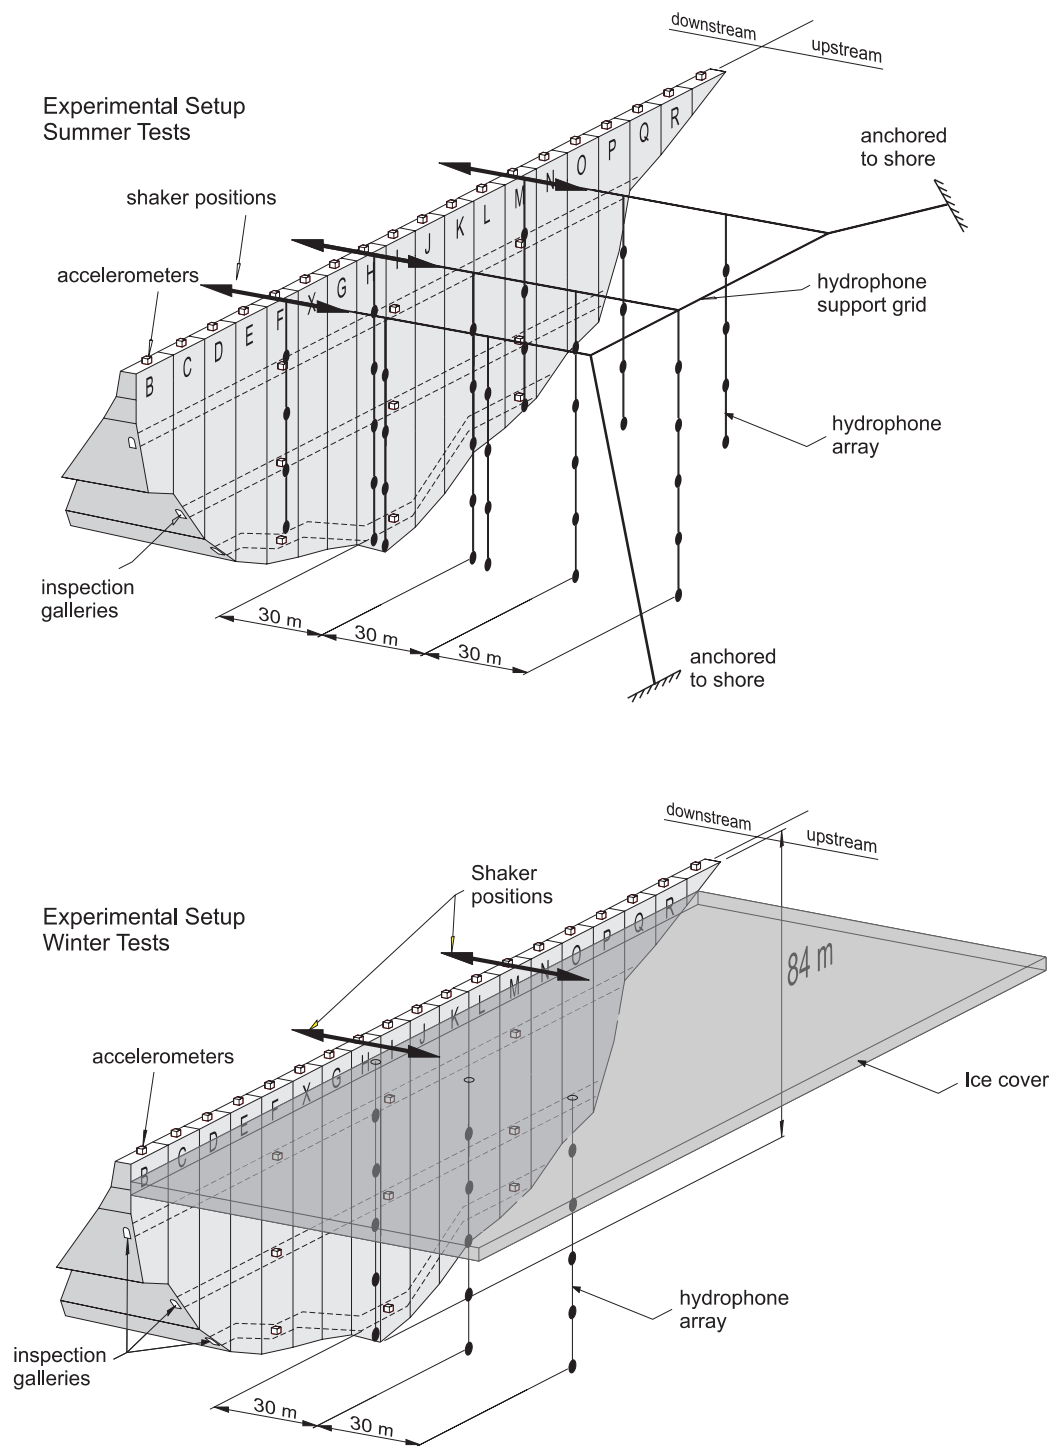 downstream
upstream
Experimental Setup
Summer Tests
anchored
to shore
shaker positions
accelerometers
hydrophone
support grid
B C D E F X G H I J K L M N O P Q R
hydrophone
array
inspection
galleries
30 m
30 m
30 m
anchored
to shore
downstream
upstream
Shaker
positions
Experimental Setup
Winter Tests
84 m
accelerometers
Ice cover
B C D E F X G H I J K L M N O P Q R
hydrophone
array
inspection
galleries
30 m
30 m